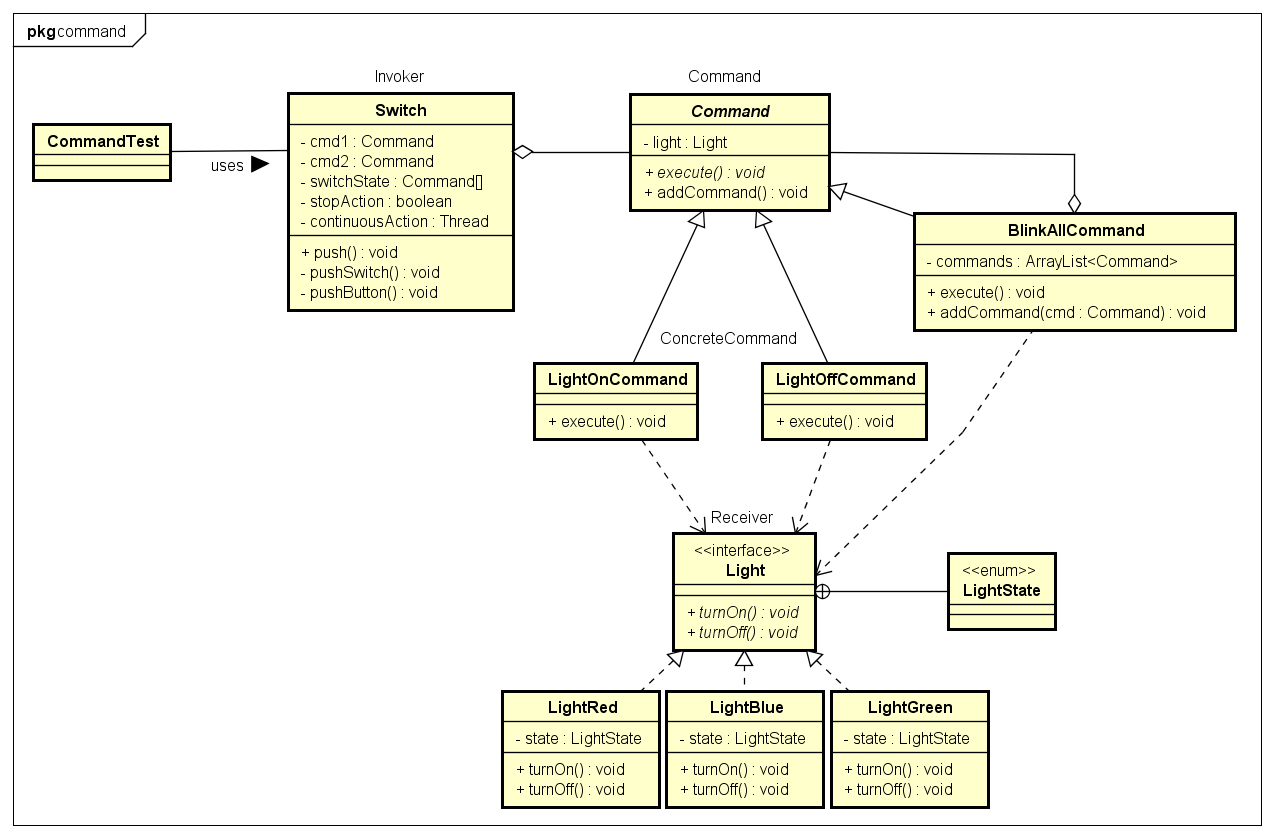 pkg command
Invoker
Command
CommandTest
uses
Switch
- cmd1 : Command
- cmd2 : Command
- switchState : Command[]
- stopAction : boolean
- continuousAction : Thread
+ push() : void
- pushSwitch() : void
- pushButton() : void
Command
- light : Light
+ execute() : void
+ addCommand() : void
BlinkAllCommand
- commands : ArrayList<Command>
+ execute() : void
+ addCommand(cmd : Command) : void
ConcreteCommand
LightOnCommand
+ execute() : void
LightOffCommand
+ execute() : void
Receiver
<<interface>>
Light
+ turnOn() : void
+ turnOff() : void
<<enum>>
LightState
LightRed
- state : LightState
+ turnOn() : void
+ turnOff() : void
LightBlue
- state : LightState
+ turnOn() : void
+ turnOff() : void
LightGreen
- state : LightState
+ turnOn() : void
+ turnOff() : void